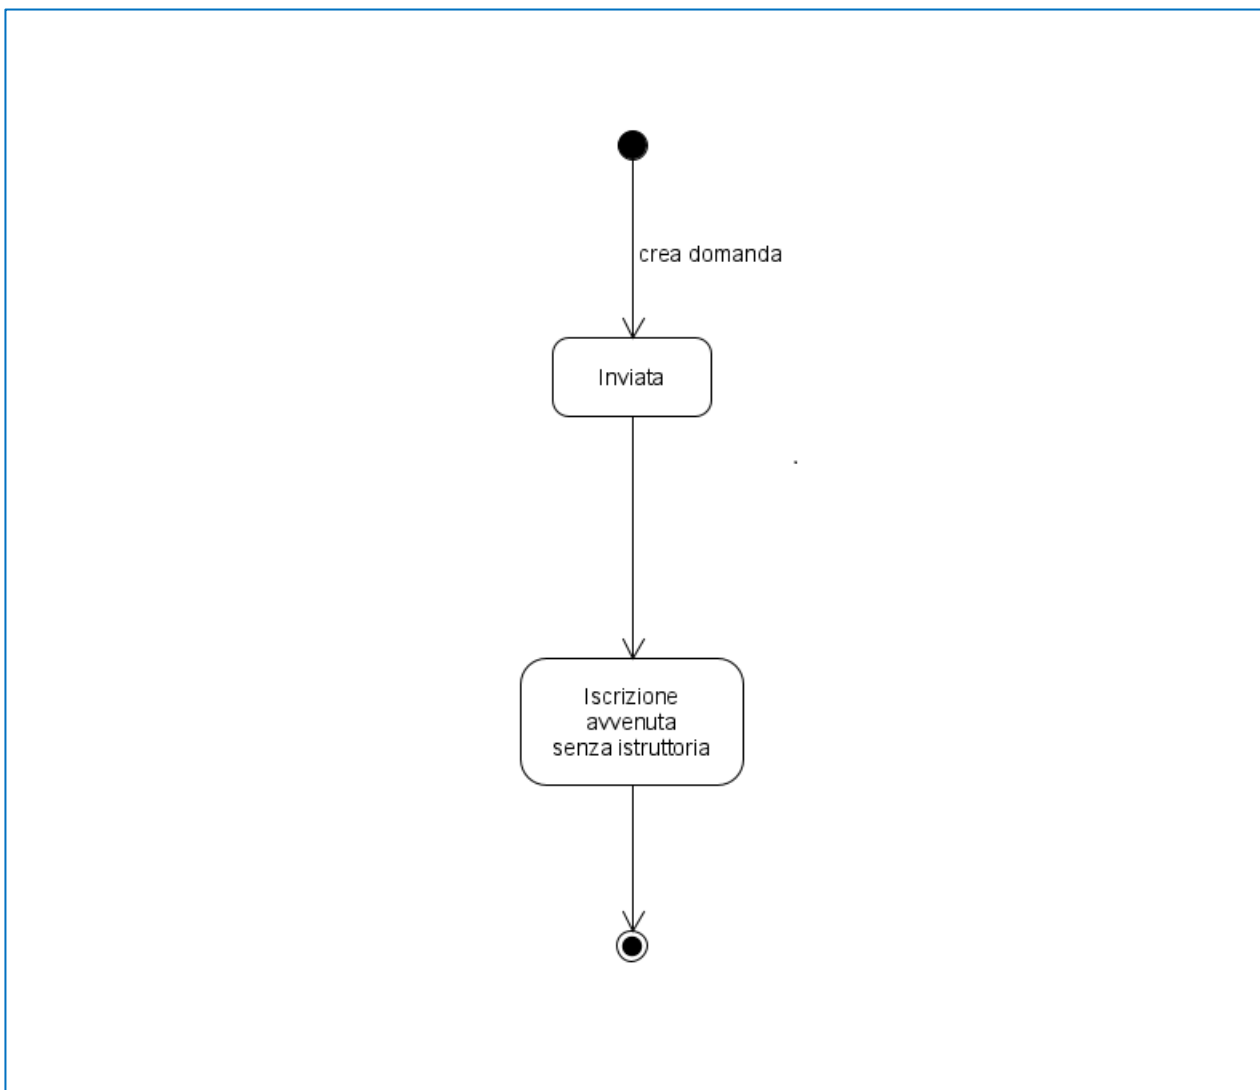 crea domanda
Inviata
Iscrizione
avvenuta
senza istruttoria